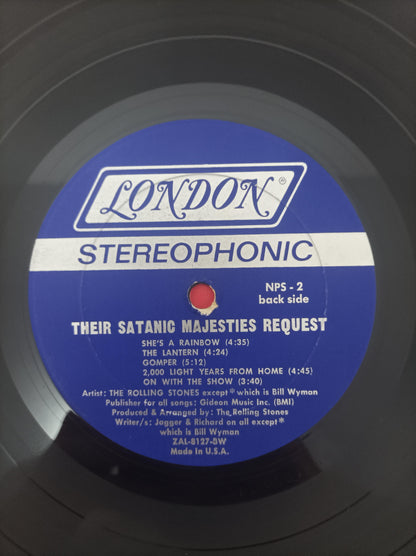 LONDON®
STEREOPHONIC
NPS - 2
back side
THEIR SATANIC MAJESTIES REQUEST
SHE'S A RAINBOW (4:35)
THE LANTERN (4:24)
GOMPER (5:12)
2,000 LIGHT YEARS FROM HOME (4:45)
ON WITH THE SHOW (3:40)
Artist: THE ROLLING STONES except* which is Bill Wyman
Publisher for all songs: Gideon Music Inc. (BMI)
Produced & Arranged by: The Rolling Stones
Writer/s: Jagger & Richard on all except*
which is Bill Wyman
ZAL-8127-BW
Made in U.S.A.